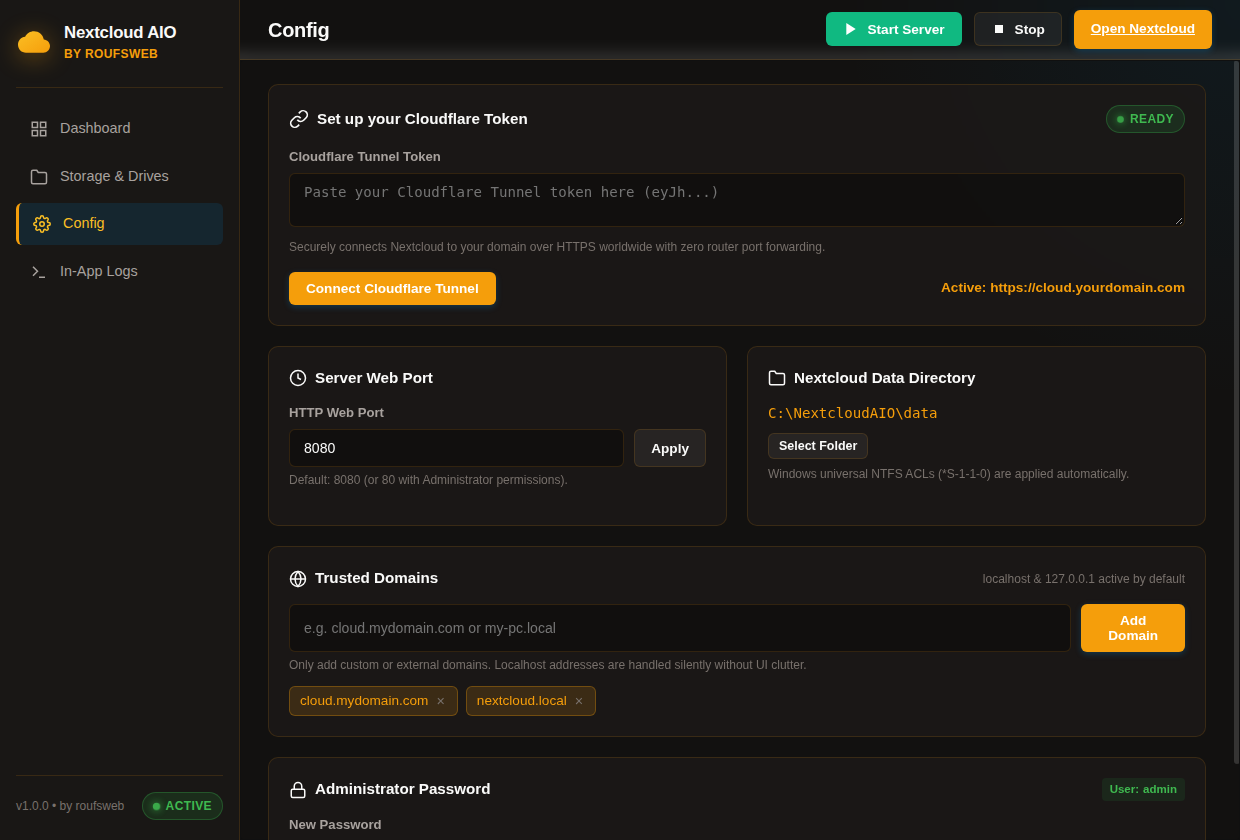 Nextcloud AIO
BY ROUFSWEB
Dashboard
Storage & Drives
Config
In-App Logs
v1.0.0 • by roufsweb
ACTIVE
Config
Start Server
Stop
Open Nextcloud
Set up your Cloudflare Token
READY
Cloudflare Tunnel Token
Paste your Cloudflare Tunnel token here (eyJh...)
Securely connects Nextcloud to your domain over HTTPS worldwide with zero router port forwarding.
Connect Cloudflare Tunnel
Active: https://cloud.yourdomain.com
Server Web Port
HTTP Web Port
8080
Apply
Default: 8080 (or 80 with Administrator permissions).
Nextcloud Data Directory
C:\NextcloudAIO\data
Select Folder
Windows universal NTFS ACLs (*S-1-1-0) are applied automatically.
Trusted Domains
localhost & 127.0.0.1 active by default
e.g. cloud.mydomain.com or my-pc.local
Add
Domain
Only add custom or external domains. Localhost addresses are handled silently without UI clutter.
cloud.mydomain.com ×
nextcloud.local ×
Administrator Password
User: admin
New Password